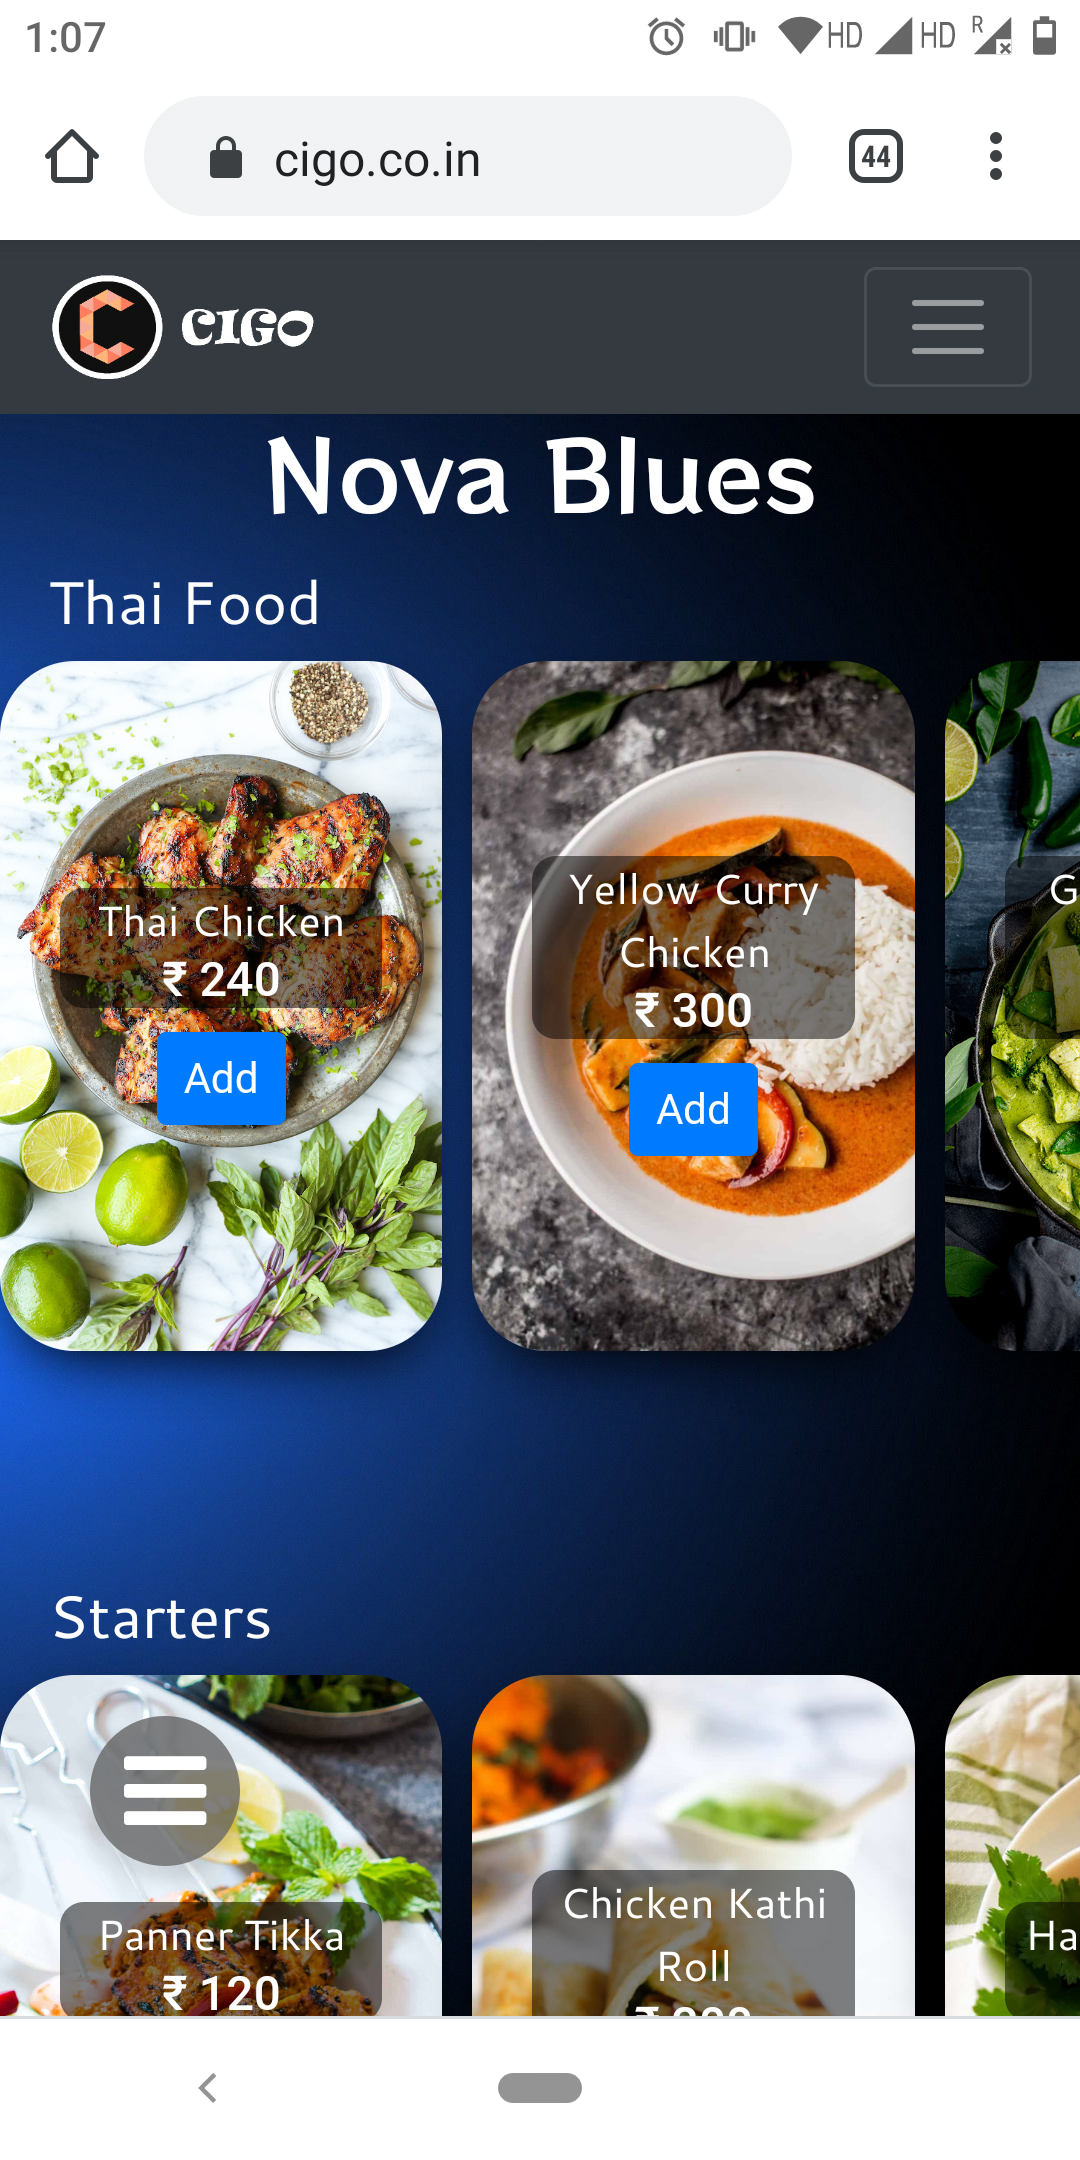 1:07
HD
HD
R
cigo.co.in
44
CIGO
Nova Blues
Thai Food
Thai Chicken
₹ 240
Add
Yellow Curry
Chicken
₹ 300
Add
G
Starters
Panner Tikka
₹ 120
Chicken Kathi
Roll
Ha